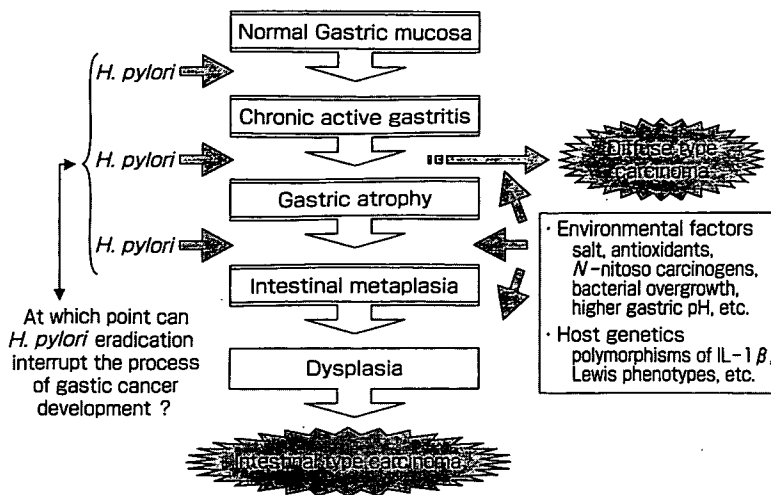 Normal Gastric mucosa
H. pylori
Chronic active gastritis
H. pylori
Diffuse type
carcinoma
Gastric atrophy
H. pylori
· Environmental factors
salt, antioxidants,
N-nitoso carcinogens,
bacterial overgrowth,
higher gastric pH, etc.
· Host genetics
polymorphisms of IL-1β,
Lewis phenotypes, etc.
Intestinal metaplasia
At which point can
H. pylori eradication
interrupt the process
of gastic cancer
development ?
Dysplasia
Intestinal type carcinoma